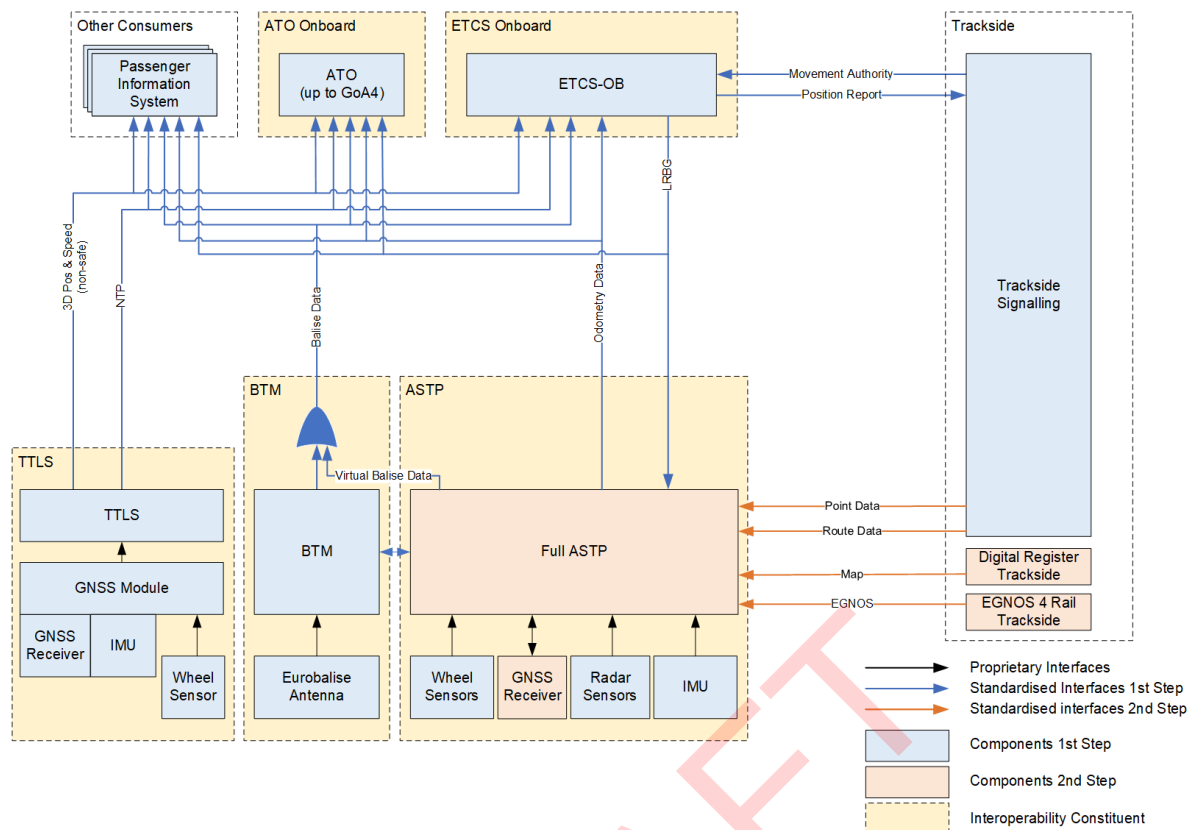 Other Consumers
Passenger
Information
System
ATO Onboard
ATO
(up to GoA4)
ETCS Onboard
ETCS-OB
Trackside
Movement Authority
Position Report
LRBG
3D Pos & Speed
(non-safe)
NTP
Balise Data
Odometry Data
Trackside
Signalling
BTM
ASTP
TTLS
Virtual Balise Data
TTLS
BTM
Full ASTP
Point Data
Route Data
Map
EGNOS
Digital Register
Trackside
EGNOS 4 Rail
Trackside
GNSS Module
GNSS
Receiver
IMU
Wheel
Sensor
Eurobalise
Antenna
Wheel
Sensors
GNSS
Receiver
Radar
Sensors
IMU
Proprietary Interfaces
Standardised Interfaces 1st Step
Standardised interfaces 2nd Step
Components 1st Step
Components 2nd Step
Interoperability Constituent